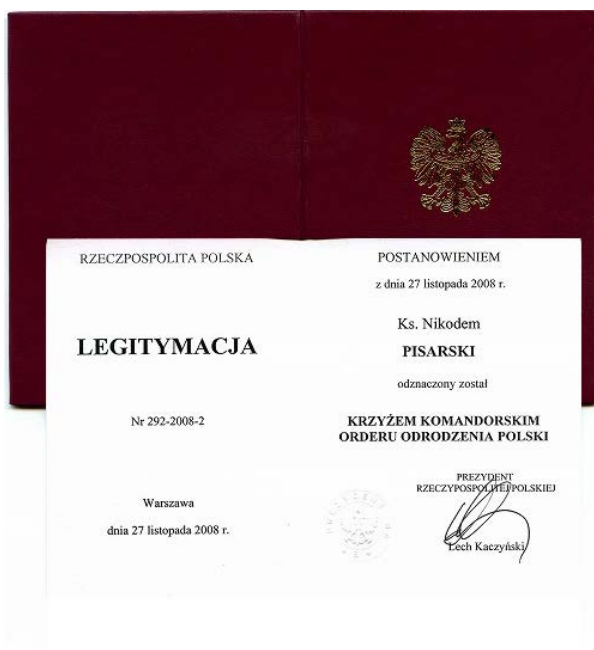 RZECZPOSPOLITA POLSKA
LEGITYMACJA
Nr 292-2008-2
Warszawa
dnia 27 listopada 2008 r.
POSTANOWIENIEM
z dnia 27 listopada 2008 r.
Ks. Nikodem
PISARSKI
odznaczony został
KRZYŻEM KOMANDORSKIM
ORDERU ODRODZENIA POLSKI
PREZYDENT
RZECZYPOSPOLITEJ POLSKIEJ
Lech Kaczyński